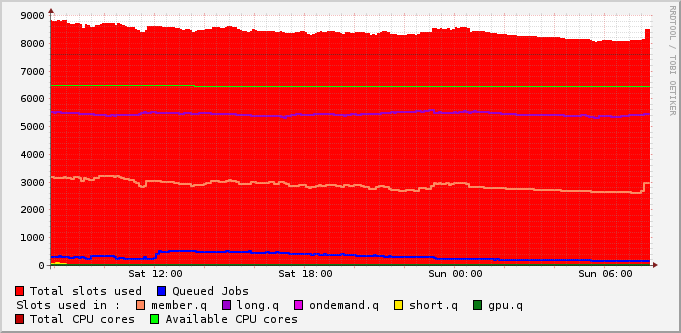 9000
8000
7000
6000
5000
4000
3000
2000
1000
0
Sat 12:00 Sat 18:00 Sun 00:00 Sun 06:00
RRDTOOL / TOBI OETIKER
Total slots used Queued Jobs
Slots used in : member.q long.q ondemand.q short.q gpu.q
Total CPU cores Available CPU cores